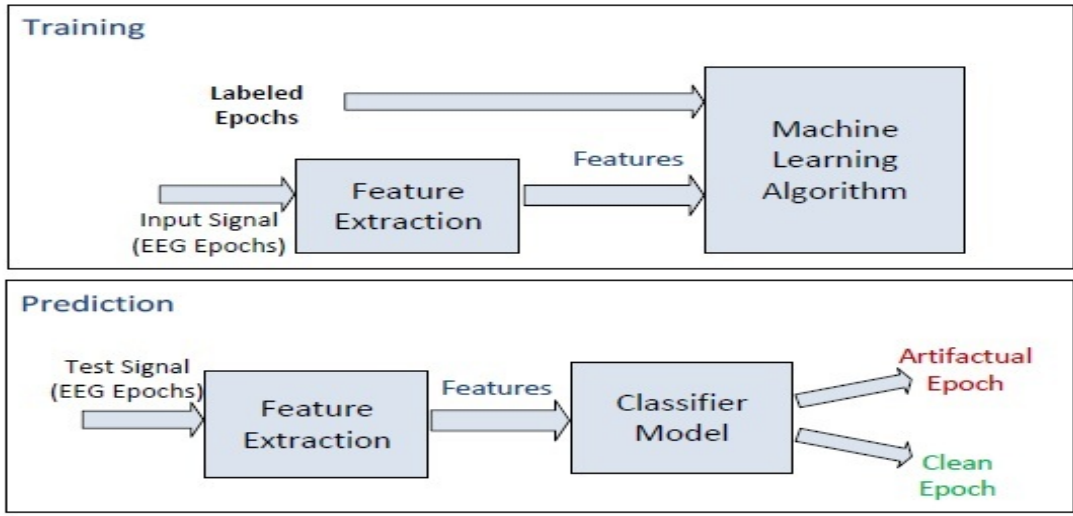 Training
Labeled
Epochs
Machine
Learning
Algorithm
Features
Feature
Extraction
Input Signal
(EEG Epochs)
Prediction
Test Signal
(EEG Epochs)
Feature
Extraction
Features
Classifier
Model
Artifactual
Epoch
Clean
Epoch